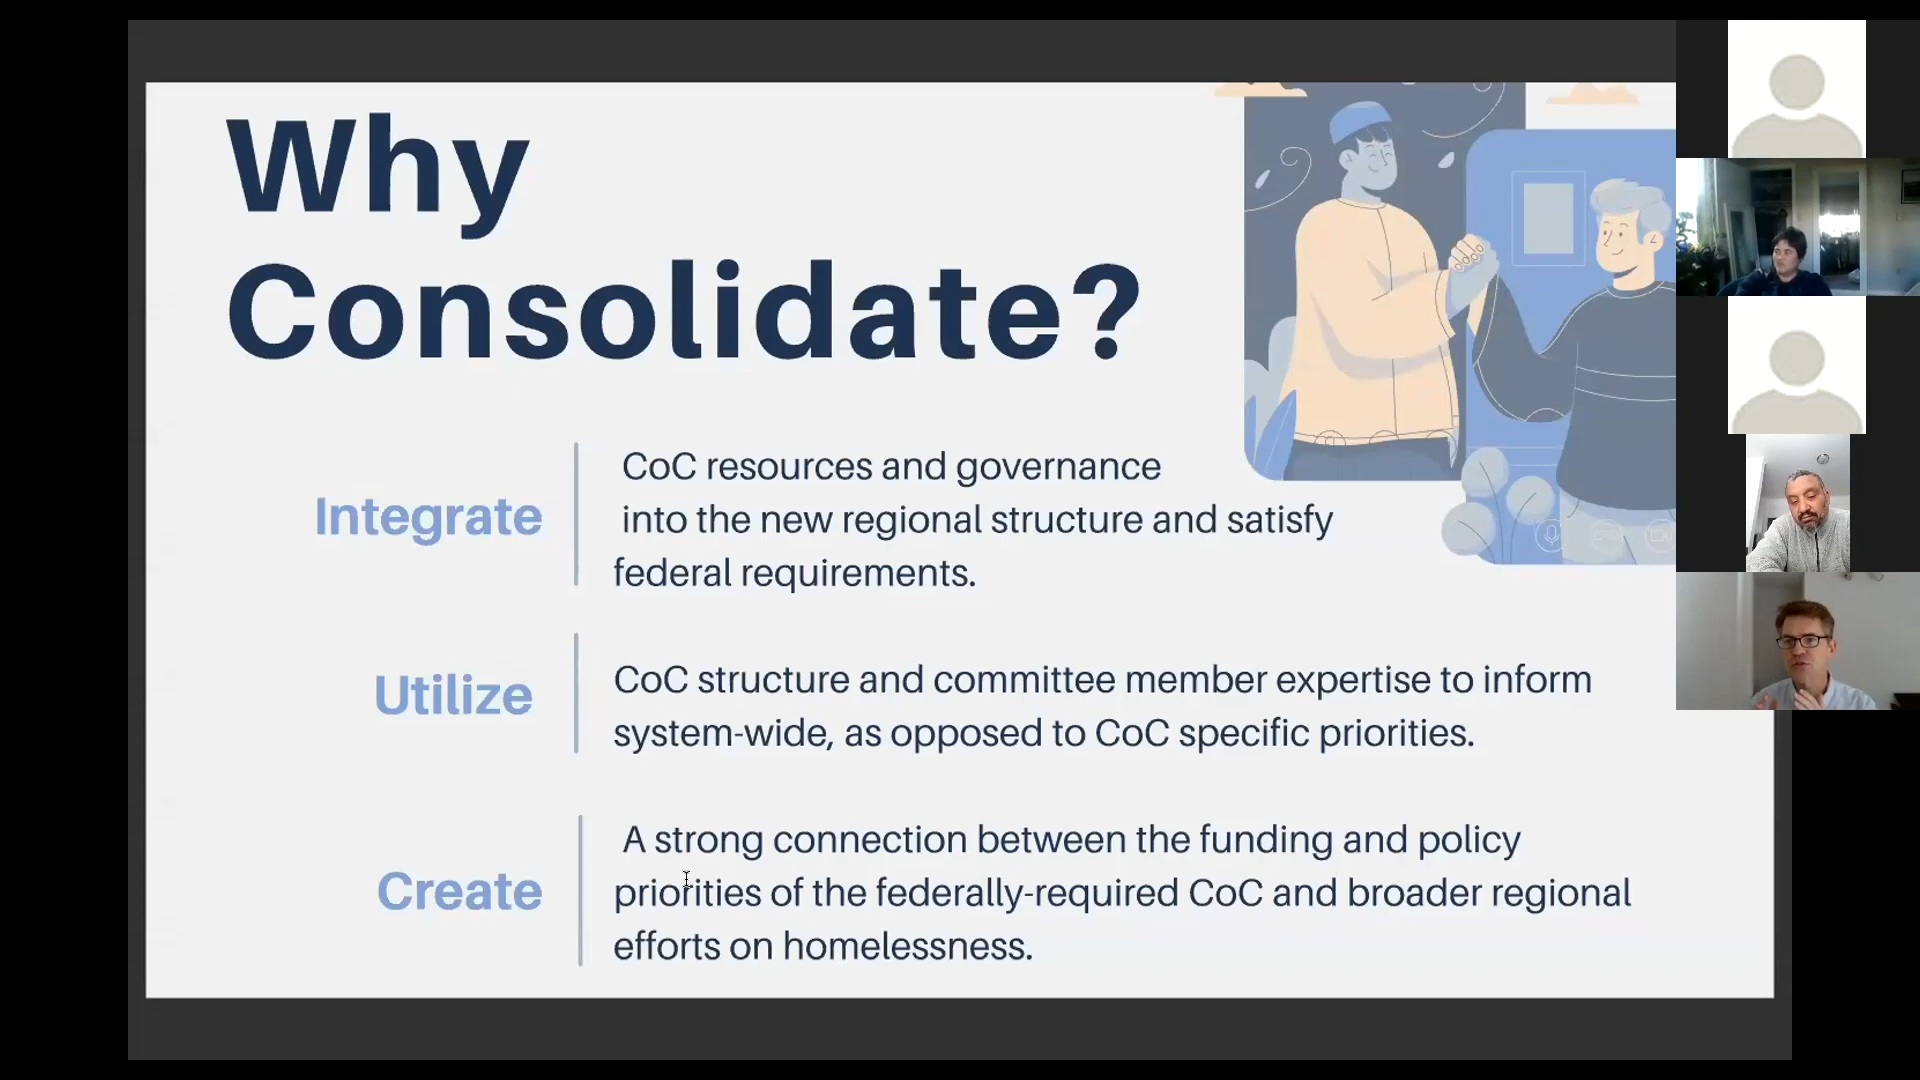 Why
Consolidate?
Integrate
CoC resources and governance
into the new regional structure and satisfy
federal requirements.
Utilize
CoC structure and committee member expertise to inform
system-wide, as opposed to CoC specific priorities.
Create
A strong connection between the funding and policy
priorities of the federally-required CoC and broader regional
efforts on homelessness.